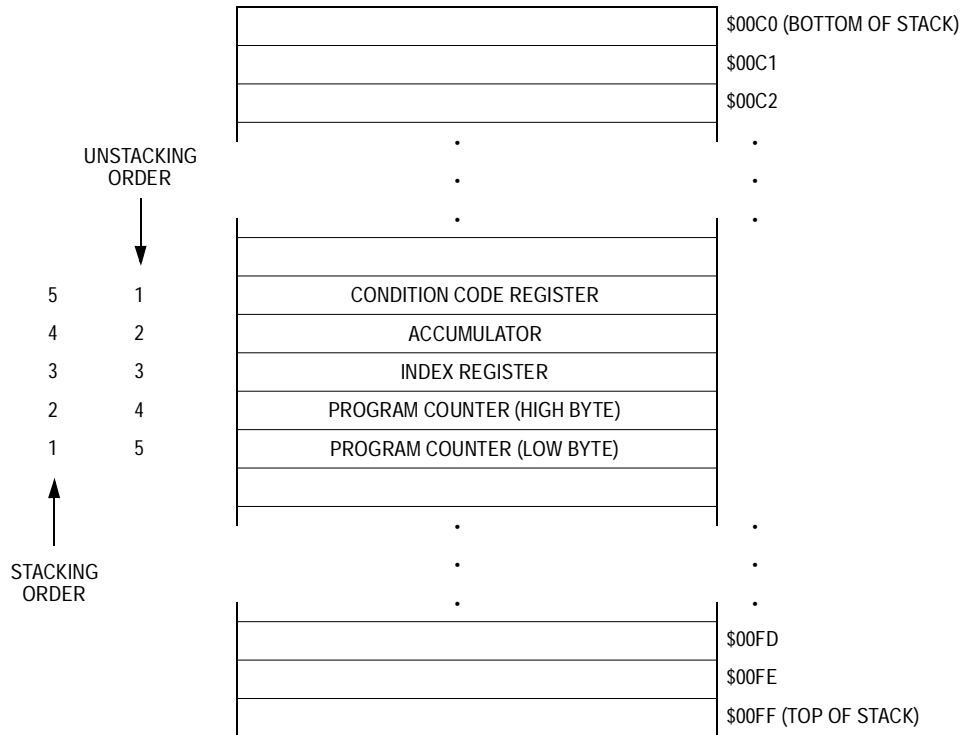 $00C0 (BOTTOM OF STACK)
$00C1
$00C2
UNSTACKING
ORDER
5 1 CONDITION CODE REGISTER
4 2 ACCUMULATOR
3 3 INDEX REGISTER
2 4 PROGRAM COUNTER (HIGH BYTE)
1 5 PROGRAM COUNTER (LOW BYTE)
STACKING
ORDER
$00FD
$00FE
$00FF (TOP OF STACK)